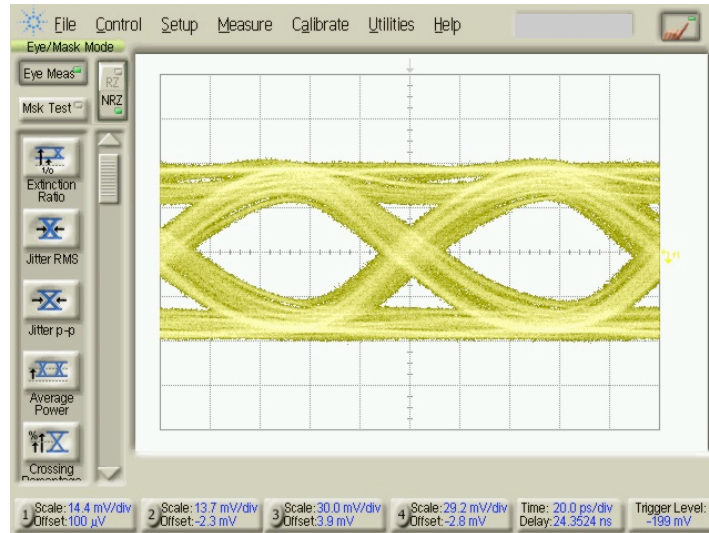 File Control Setup Measure Calibrate Utilities Help
Eye/Mask Mode
Eye Meas
RZ
NRZ
Msk Test
1/0
Extinction
Ratio
Jitter RMS
Jitter p-p
Average
Power
%
Crossing
Percentage
1 Scale:14.4 mV/div
Offset:100 µV
2 Scale:13.7 mV/div
Offset:-2.3 mV
3 Scale:30.0 mV/div
Offset:3.9 mV
4 Scale:29.2 mV/div
Offset:-2.8 mV
Time: 20.0 ps/div
Delay:24.3524 ns
Trigger Level:
-199 mV